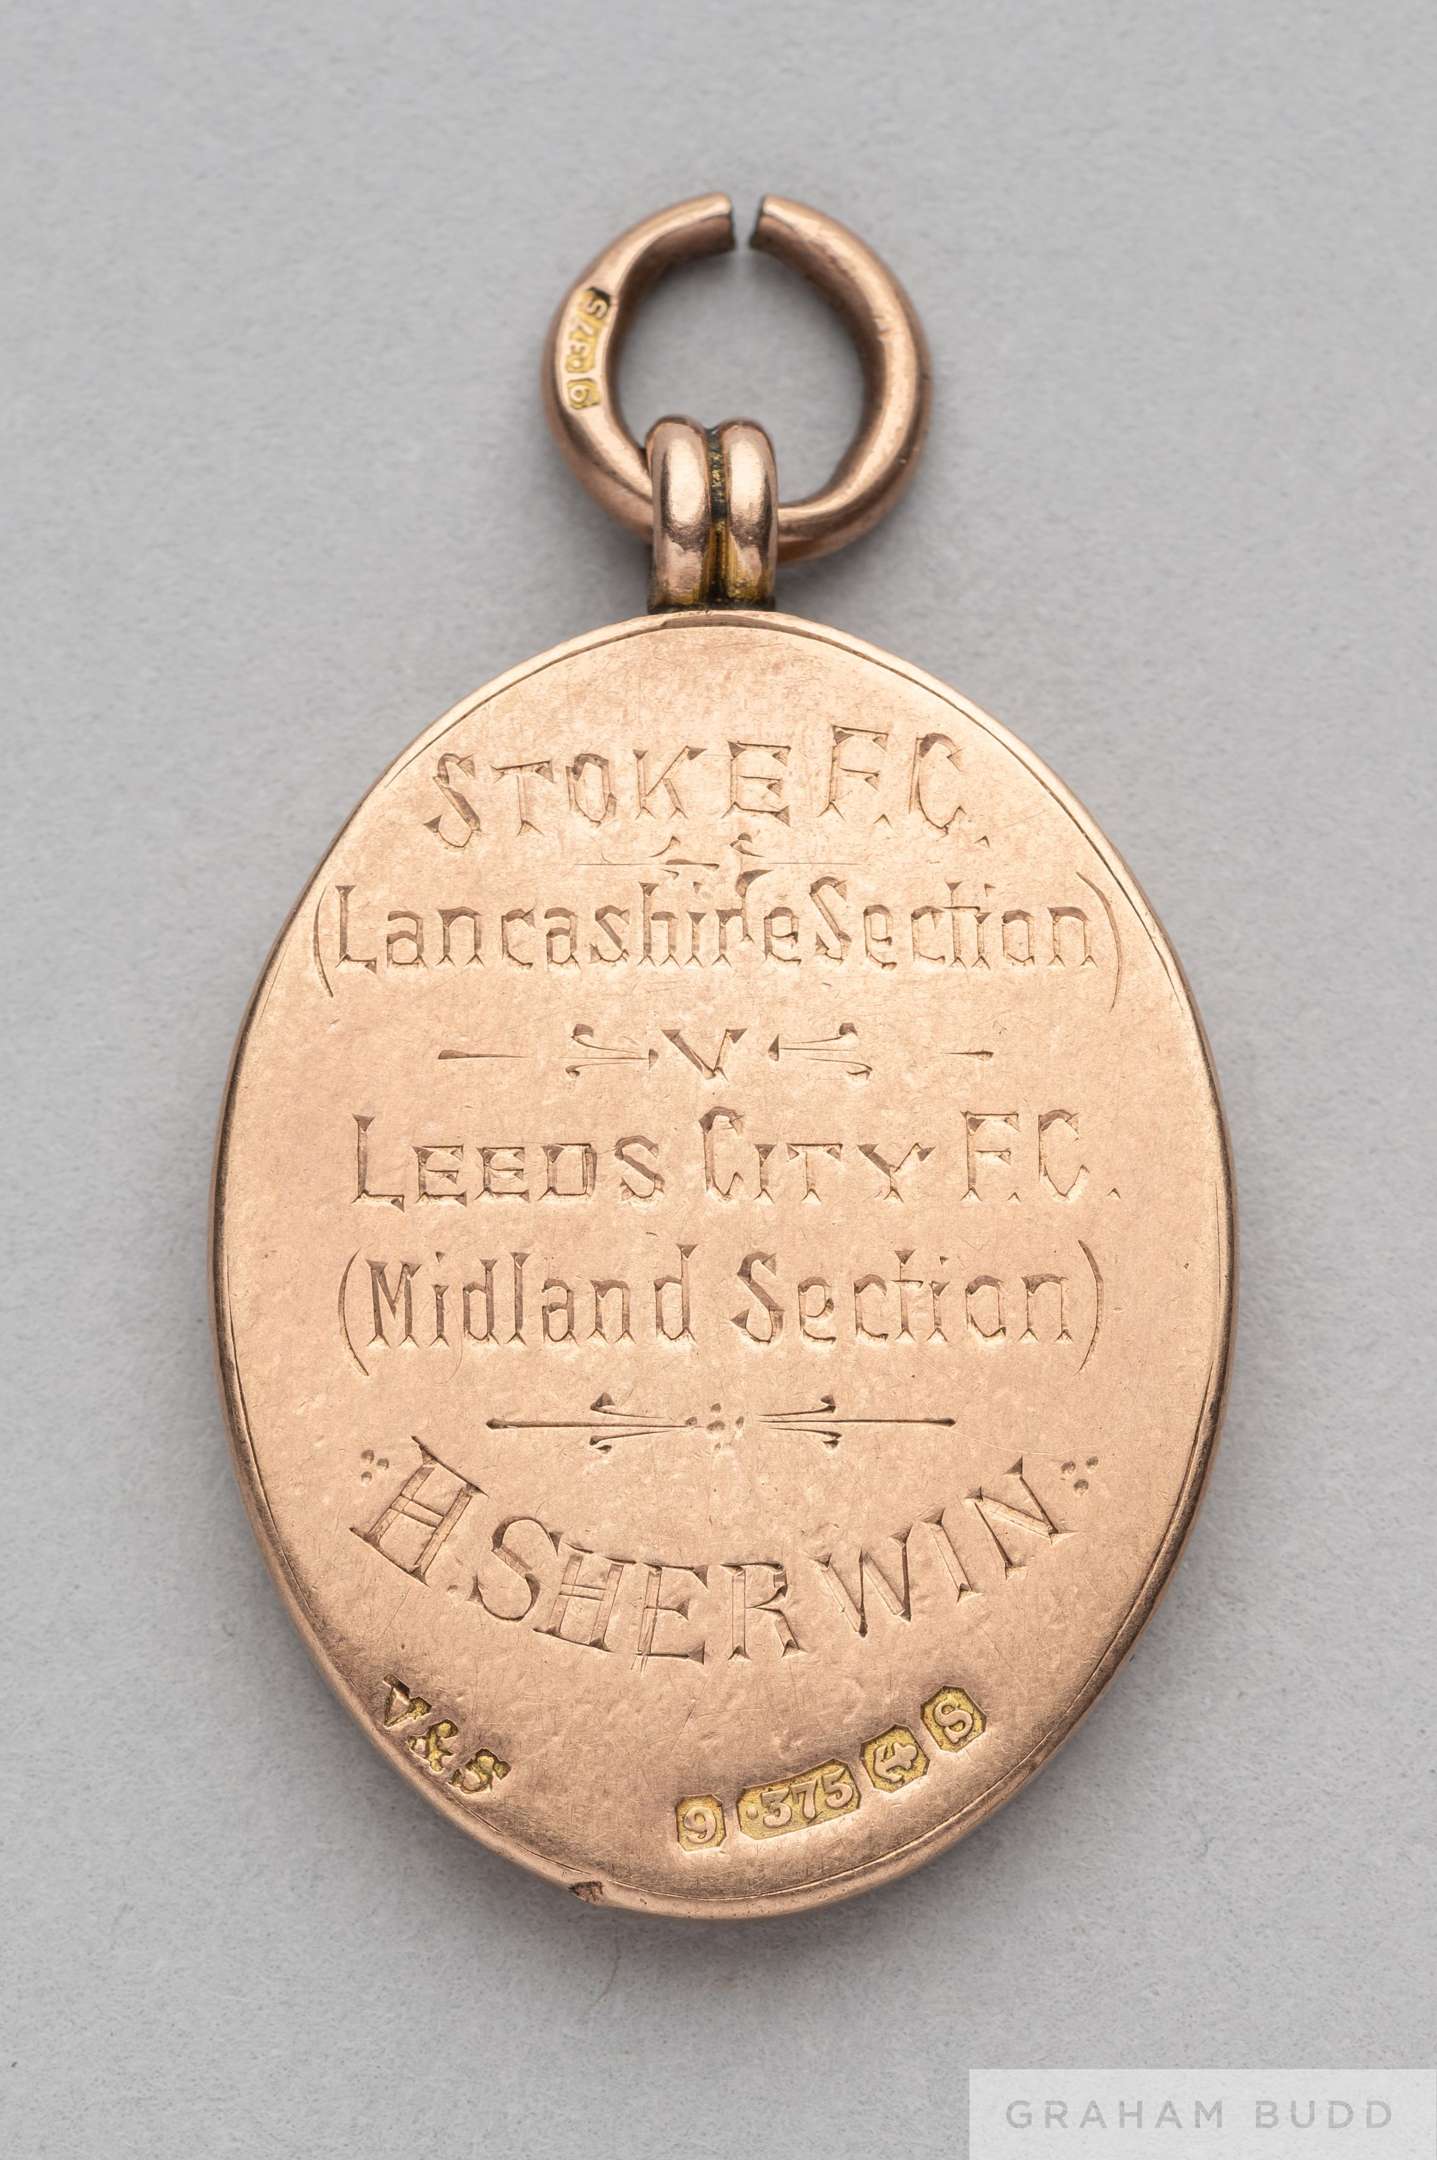 9 .375 S
STOKE F.C.
(Lancashire Section)
V
LEEDS CITY F.C.
(Midland Section)
H. SHERWIN
V&S
9 .375 S
GRAHAM BUDD